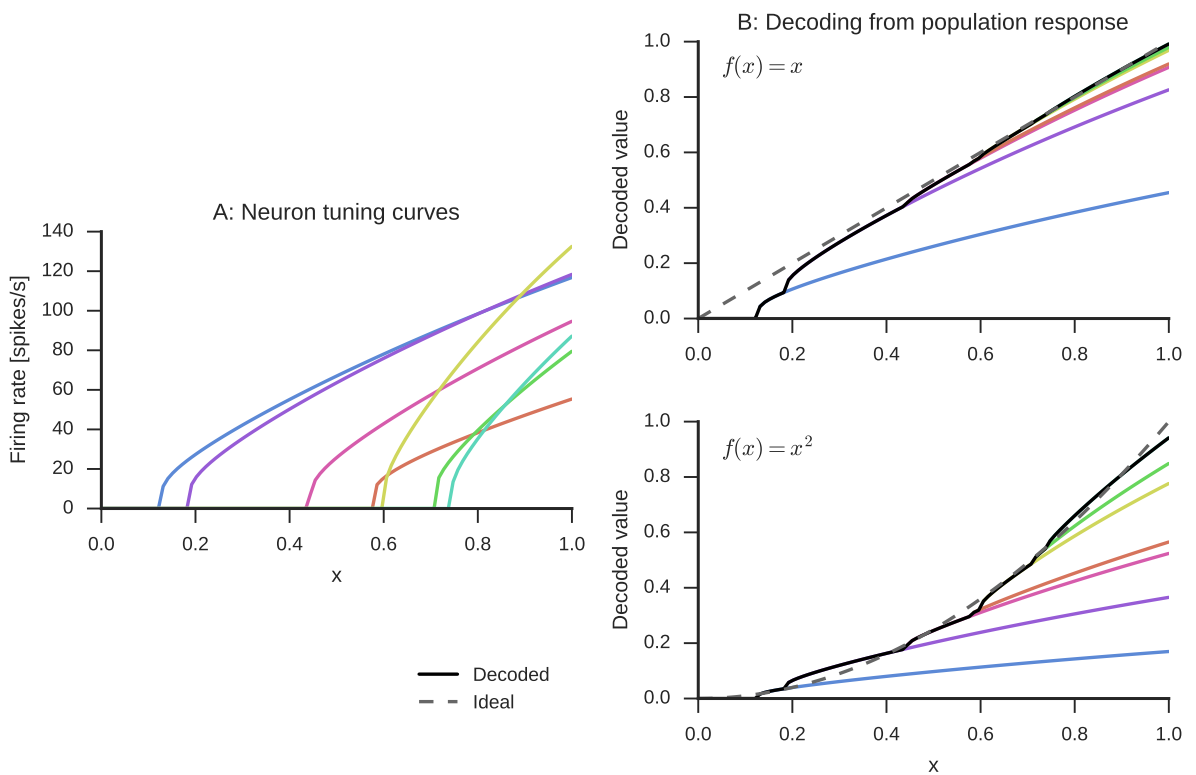 A: Neuron tuning curves
Firing rate [spikes/s]
140
120
100
80
60
40
20
0
0.0 0.2 0.4 0.6 0.8 1.0
x
Decoded
Ideal
B: Decoding from population response
f(x) = x
Decoded value
1.0
0.8
0.6
0.4
0.2
0.0
0.0 0.2 0.4 0.6 0.8 1.0
f(x) = x²
Decoded value
1.0
0.8
0.6
0.4
0.2
0.0
0.0 0.2 0.4 0.6 0.8 1.0
x